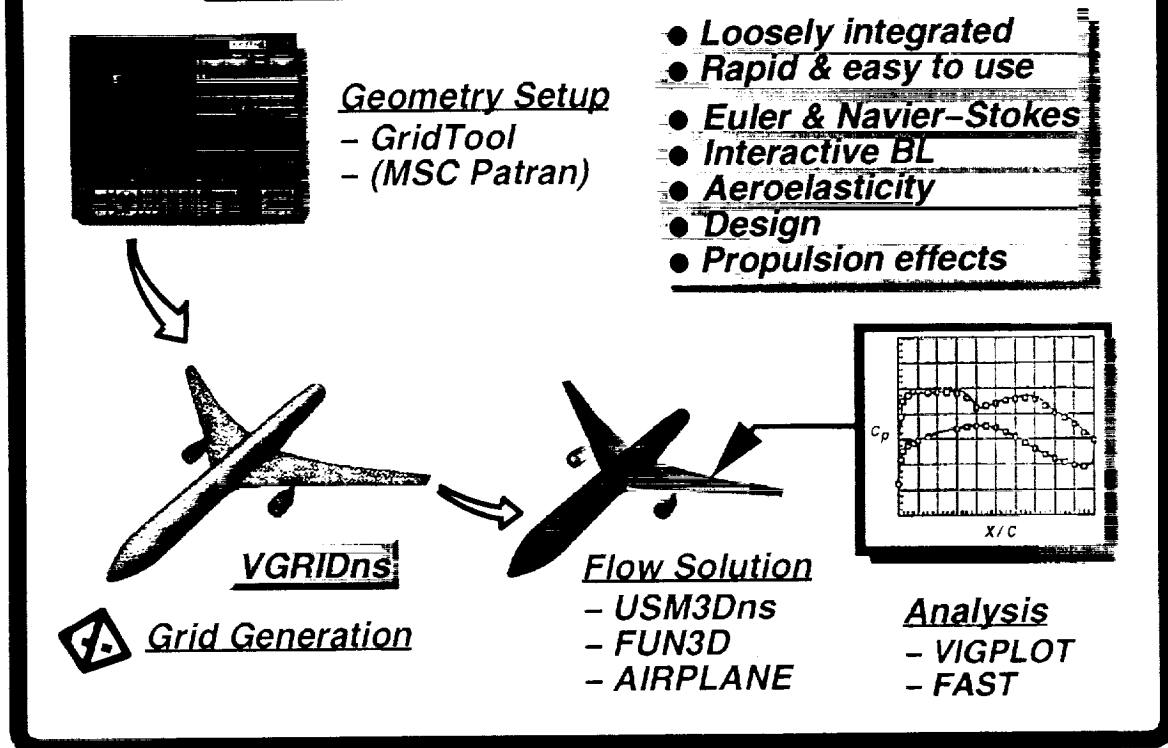 Geometry Setup
– GridTool
– (MSC Patran)
● Loosely integrated
● Rapid & easy to use
● Euler & Navier–Stokes
● Interactive BL
● Aeroelasticity
● Design
● Propulsion effects
VGRIDns
Grid Generation
Flow Solution
– USM3Dns
– FUN3D
– AIRPLANE
Cp
X/C
Analysis
– VIGPLOT
– FAST